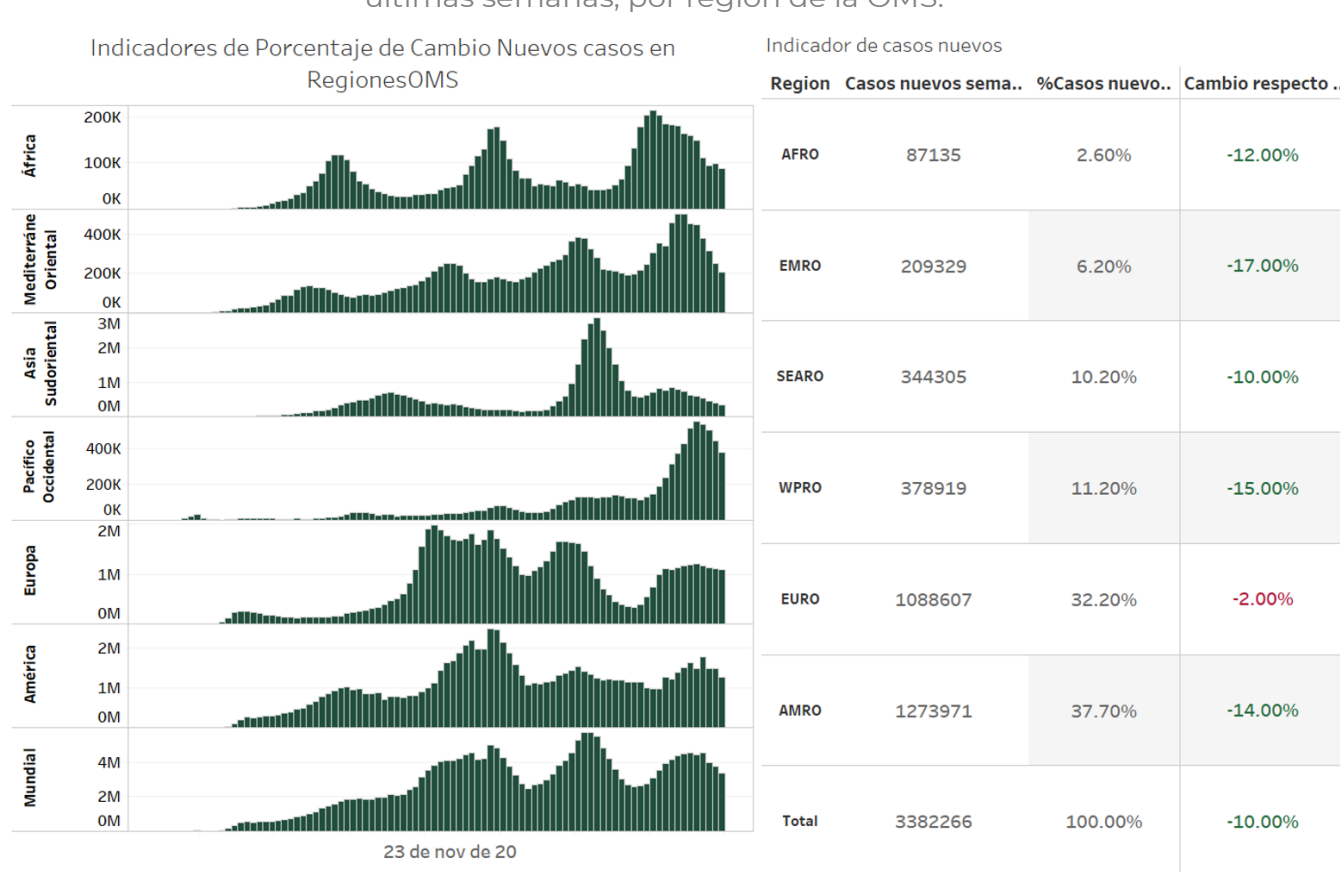 últimas semanas, por región de la OMS.
Indicadores de Porcentaje de Cambio Nuevos casos en
RegionesOMS
África
200K
100K
0K
Mediterráne
Oriental
400K
200K
0K
Asia
Sudoriental
3M
2M
1M
0M
Pacífico
Occidental
400K
200K
0K
Europa
2M
1M
0M
América
2M
1M
0M
Mundial
4M
2M
0M
23 de nov de 20
Indicador de casos nuevos
Region Casos nuevos sema.. %Casos nuevo.. Cambio respecto ..
AFRO 87135 2.60% -12.00%
EMRO 209329 6.20% -17.00%
SEARO 344305 10.20% -10.00%
WPRO 378919 11.20% -15.00%
EURO 1088607 32.20% -2.00%
AMRO 1273971 37.70% -14.00%
Total 3382266 100.00% -10.00%